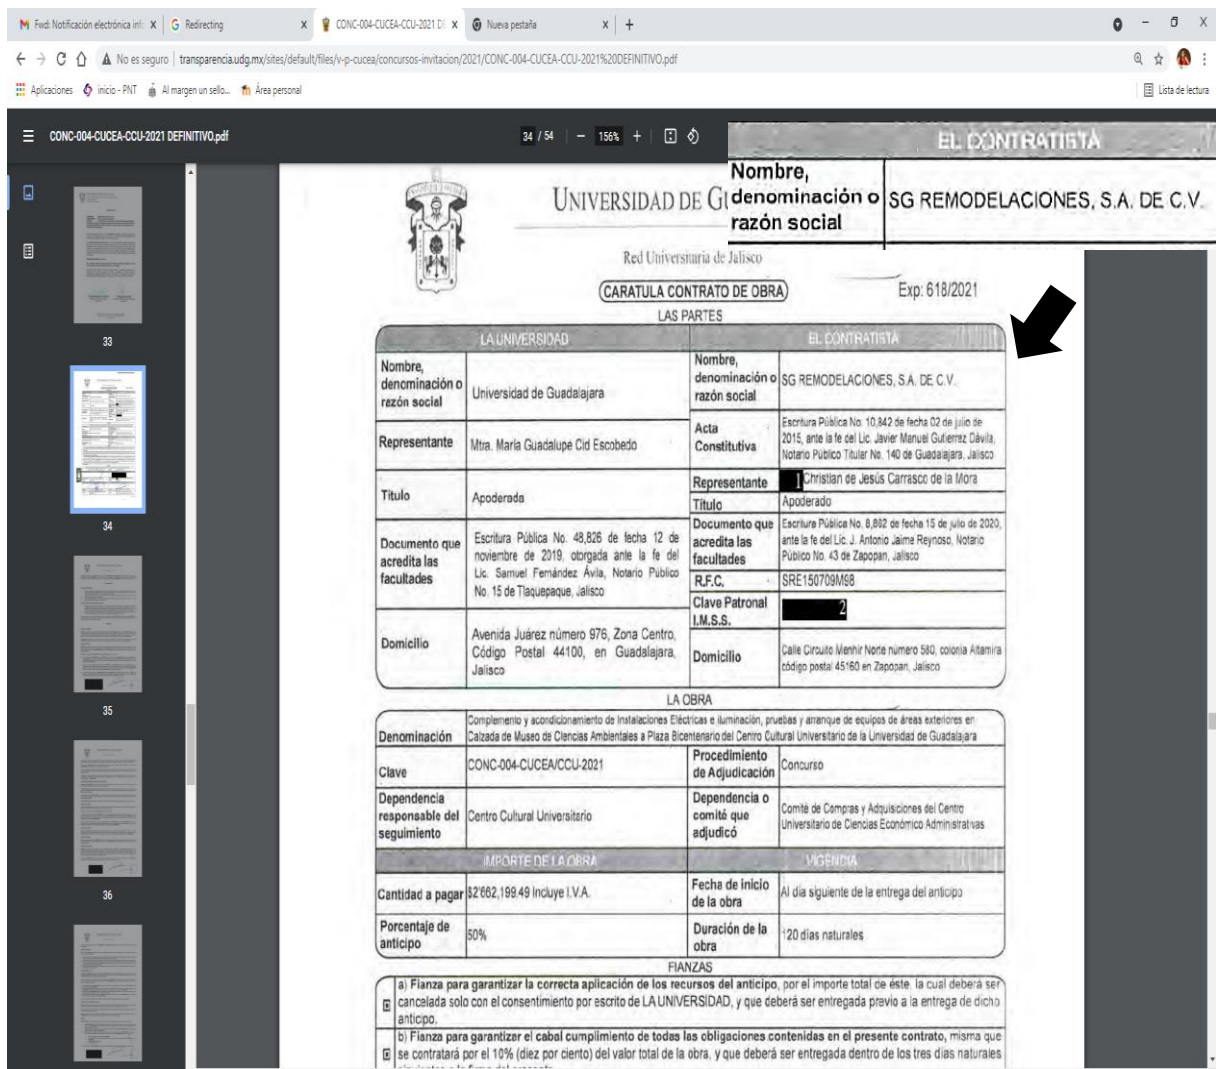 Fwd: Notificación electrónica inf:
Redirecting
CONC-004-CUCEA-CCU-2021 DE
Nueva pestaña
No es seguro
transparencia.udg.mx/sites/default/files/v-p-cucea/concursos-invitacion/2021/CONC-004-CUCEA-CCU-2021%20DEFINITIVO.pdf
Aplicaciones
inicio - PNT
Al margen un sello...
Área personal
Lista de lectura
CONC-004-CUCEA-CCU-2021 DEFINITIVO.pdf
34 / 54
156%
33
34
35
36
EL CONTRATISTA
Nombre,
denominación o
razón social
SG REMODELACIONES, S.A. DE C.V.
UNIVERSIDAD DE GU
Red Universitaria de Jalisco
CARATULA CONTRATO DE OBRA
Exp: 618/2021
LAS PARTES
LA UNIVERSIDAD
EL CONTRATISTA
Nombre,
denominación o
razón social
Universidad de Guadalajara
Nombre,
denominación o
razón social
SG REMODELACIONES, S.A. DE C.V.
Representante
Mtra. María Guadalupe Cid Escobedo
Acta
Constitutiva
Escritura Pública No. 10,842 de fecha 02 de julio de
2015, ante la fe del Lic. Javier Manuel Gutierrez Dávila,
Notario Público Titular No. 140 de Guadalajara, Jalisco
Representante
1 Christian de Jesús Carrasco de la Mora
Título
Apoderada
Título
Apoderado
Documento que
acredita las
facultades
Escritura Pública No. 48,826 de fecha 12 de
noviembre de 2019, otorgada ante la fe del
Lic. Samuel Fernández Ávila, Notario Público
No. 15 de Tlaquepaque, Jalisco
Documento que
acredita las
facultades
Escritura Pública No. 8,862 de fecha 15 de julio de 2020,
ante la fe del Lic. J. Antonio Jaime Reynoso, Notario
Público No. 43 de Zapopan, Jalisco
R.F.C.
SRE150709M98
Clave Patronal
I.M.S.S.
2
Domicilio
Avenida Juárez número 976, Zona Centro,
Código Postal 44100, en Guadalajara,
Jalisco
Domicilio
Calle Circuito Menhir Norte número 580, colonia Altamira
código postal 45160 en Zapopan, Jalisco
LA OBRA
Denominación
Complemento y acondicionamiento de Instalaciones Eléctricas e iluminación, pruebas y arranque de equipos de áreas exteriores en
Calzada de Museo de Ciencias Ambientales a Plaza Bicentenario del Centro Cultural Universitario de la Universidad de Guadalajara
Clave
CONC-004-CUCEA/CCU-2021
Procedimiento
de Adjudicación
Concurso
Dependencia
responsable del
seguimiento
Centro Cultural Universitario
Dependencia o
comité que
adjudicó
Comité de Compras y Adquisiciones del Centro
Universitario de Ciencias Económico Administrativas
IMPORTE DE LA OBRA
VIGENCIA
Cantidad a pagar
$2'662,199.49 Incluye I.V.A.
Fecha de inicio
de la obra
Al día siguiente de la entrega del anticipo
Porcentaje de
anticipo
50%
Duración de la
obra
120 días naturales
FIANZAS
a) Fianza para garantizar la correcta aplicación de los recursos del anticipo, por el importe total de éste, la cual deberá ser
cancelada solo con el consentimiento por escrito de LA UNIVERSIDAD, y que deberá ser entregada previo a la entrega de dicho
anticipo.
b) Fianza para garantizar el cabal cumplimiento de todas las obligaciones contenidas en el presente contrato, misma que
se contratará por el 10% (diez por ciento) del valor total de la obra, y que deberá ser entregada dentro de los tres días naturales